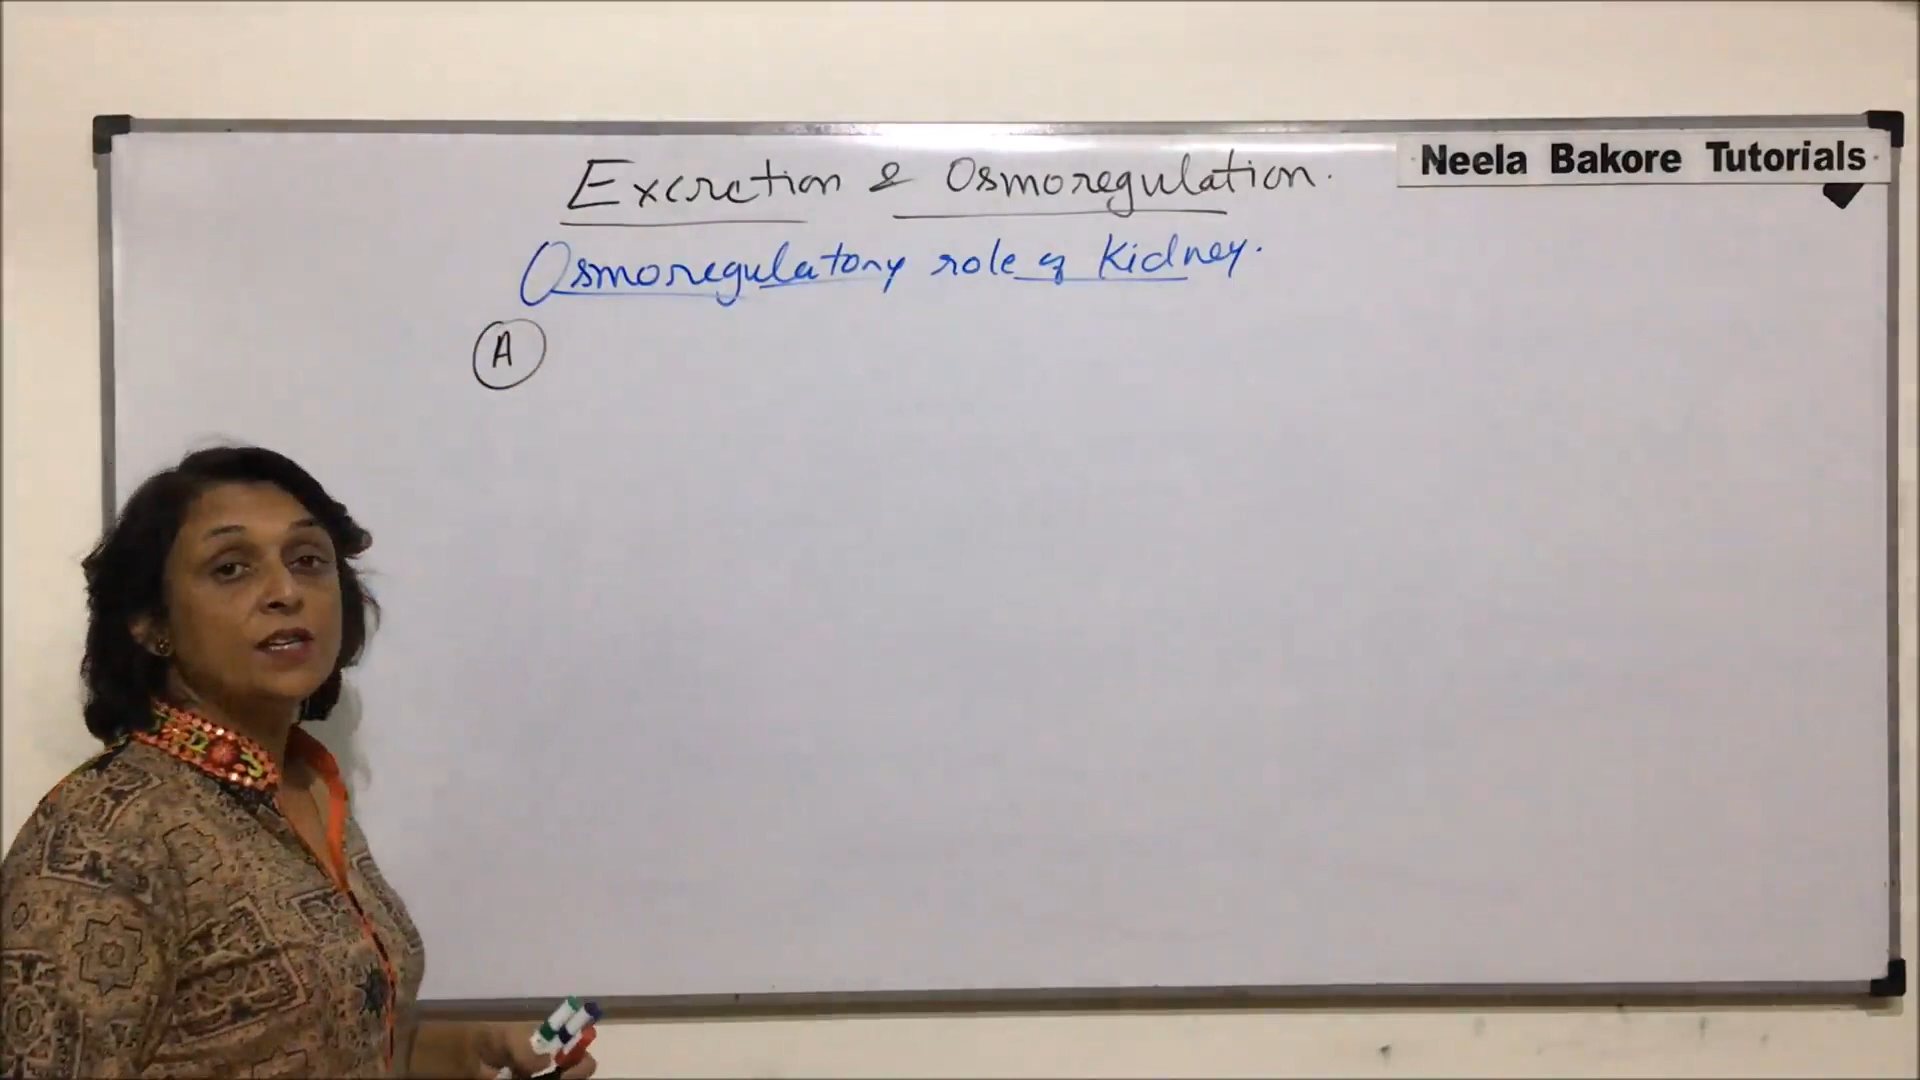 Neela Bakore Tutorials
Excretion & Osmoregulation.
Osmoregulatory role of Kidney.
A